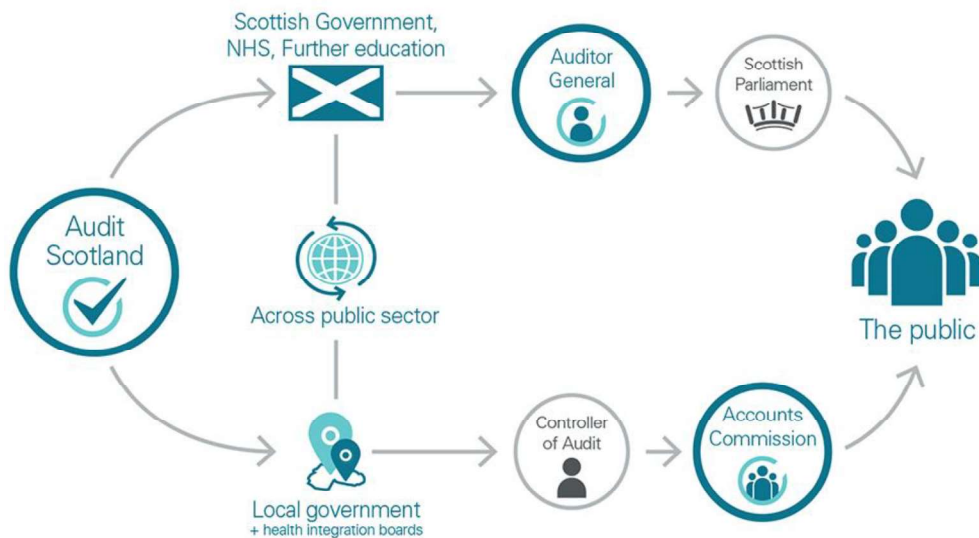 Scottish Government,
NHS, Further education
Auditor
General
Scottish
Parliament
Audit
Scotland
Across public sector
The public
Controller
of Audit
Accounts
Commission
Local government
+ health integration boards